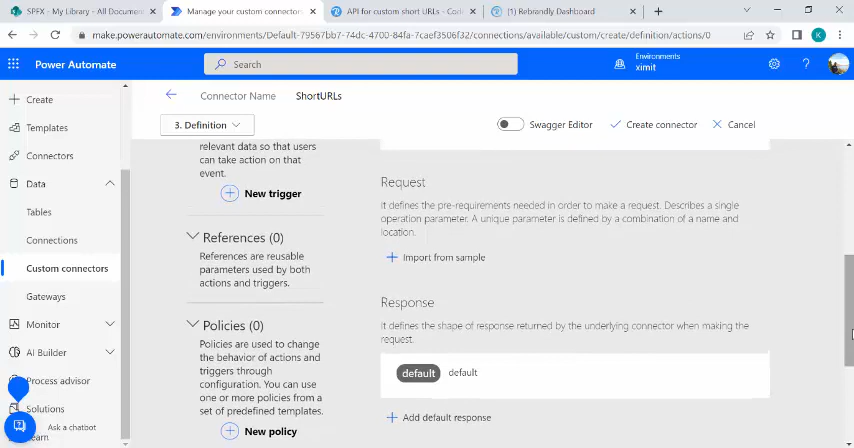 SPFX - My Library - All Document
Manage your custom connector
API for custom short URLs - Code
(1) Rebrandly Dashboard
make.powerautomate.com/environments/Default-79567bb7-74dc-4700-84fa-7caef3506f32/connections/available/custom/create/definition/actions/0
K
Power Automate
Search
Environments
ximit
Create
Templates
Connectors
Data
Tables
Connections
Custom connectors
Gateways
Monitor
AI Builder
Process advisor
Solutions
Learn
Ask a chatbot
Connector Name
ShortURLs
3. Definition
Swagger Editor
Create connector
Cancel
relevant data so that users
can take action on that
event.
New trigger
References (0)
References are reusable
parameters used by both
actions and triggers.
Policies (0)
Policies are used to change
the behavior of actions and
triggers through
configuration. You can use
one or more policies from a
set of predefined templates.
New policy
Request
It defines the pre-requirements needed in order to make a request. Describes a single
operation parameter. A unique parameter is defined by a combination of a name and
location.
Import from sample
Response
It defines the shape of response returned by the underlying connector when making the
request.
default default
Add default response